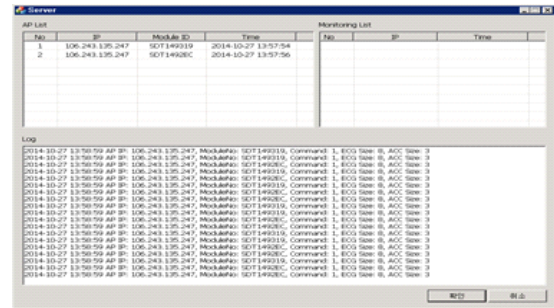 Server
AP List
Monitoring List
No IP Module ID Time
No IP Time
1 106.243.135.247 SDT149319 2014-10-27 13:57:54
2 106.243.135.247 SDT1492EC 2014-10-27 13:57:56
Log
2014-10-27 13:58:59 AP IP: 106.243.135.247, ModuleNo: SDT149319, Command: 1, ECG Size: 8, ACC Size: 3
2014-10-27 13:58:59 AP IP: 106.243.135.247, ModuleNo: SDT149319, Command: 1, ECG Size: 8, ACC Size: 3
2014-10-27 13:58:59 AP IP: 106.243.135.247, ModuleNo: SDT1492EC, Command: 1, ECG Size: 8, ACC Size: 3
2014-10-27 13:58:59 AP IP: 106.243.135.247, ModuleNo: SDT1492EC, Command: 1, ECG Size: 8, ACC Size: 3
2014-10-27 13:58:59 AP IP: 106.243.135.247, ModuleNo: SDT149319, Command: 1, ECG Size: 8, ACC Size: 3
2014-10-27 13:58:59 AP IP: 106.243.135.247, ModuleNo: SDT1492EC, Command: 1, ECG Size: 8, ACC Size: 3
2014-10-27 13:58:59 AP IP: 106.243.135.247, ModuleNo: SDT149319, Command: 1, ECG Size: 8, ACC Size: 3
2014-10-27 13:58:59 AP IP: 106.243.135.247, ModuleNo: SDT1492EC, Command: 1, ECG Size: 8, ACC Size: 3
2014-10-27 13:58:59 AP IP: 106.243.135.247, ModuleNo: SDT149319, Command: 1, ECG Size: 8, ACC Size: 3
2014-10-27 13:58:59 AP IP: 106.243.135.247, ModuleNo: SDT1492EC, Command: 1, ECG Size: 8, ACC Size: 3
2014-10-27 13:58:59 AP IP: 106.243.135.247, ModuleNo: SDT149319, Command: 1, ECG Size: 8, ACC Size: 3
2014-10-27 13:58:59 AP IP: 106.243.135.247, ModuleNo: SDT1492EC, Command: 1, ECG Size: 8, ACC Size: 3
2014-10-27 13:58:59 AP IP: 106.243.135.247, ModuleNo: SDT149319, Command: 1, ECG Size: 8, ACC Size: 3
2014-10-27 13:58:59 AP IP: 106.243.135.247, ModuleNo: SDT1492EC, Command: 1, ECG Size: 8, ACC Size: 3
2014-10-27 13:58:59 AP IP: 106.243.135.247, ModuleNo: SDT149319, Command: 1, ECG Size: 8, ACC Size: 3
2014-10-27 13:58:59 AP IP: 106.243.135.247, ModuleNo: SDT1492EC, Command: 1, ECG Size: 8, ACC Size: 3
확인 취소